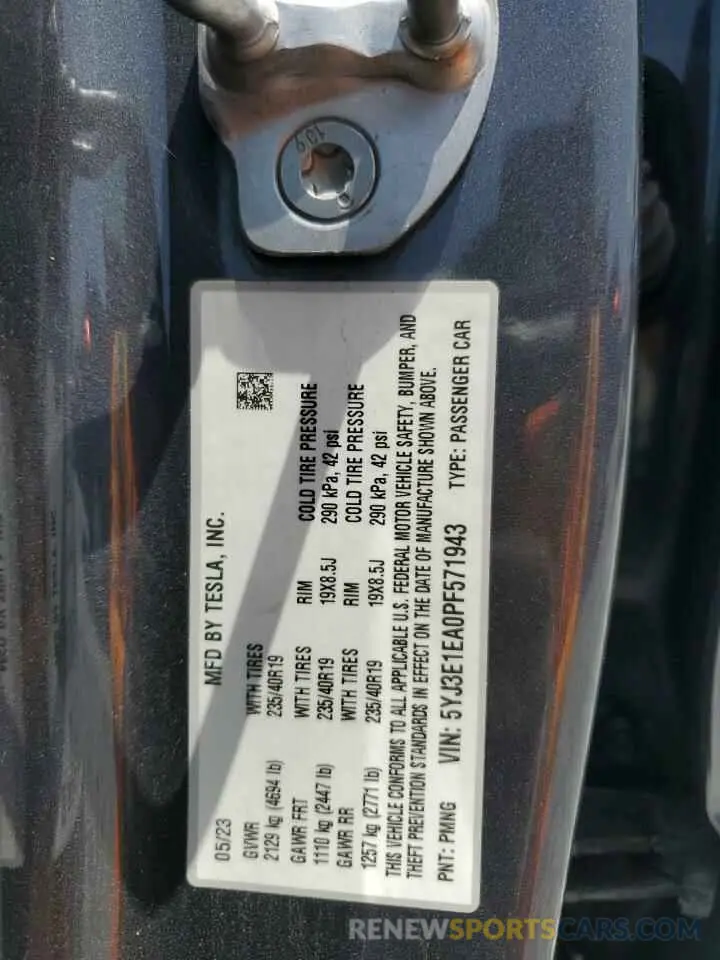 MFD BY TESLA, INC.
05/23
GVWR WITH TIRES
2129 kg (4694 lb) 235/40R19
GAWR FRT WITH TIRES RIM COLD TIRE PRESSURE
1110 kg (2447 lb) 235/40R19 19X8.5J 290 kPa, 42 psi
GAWR RR WITH TIRES RIM COLD TIRE PRESSURE
1257 kg (2771 lb) 235/40R19 19X8.5J 290 kPa, 42 psi
THIS VEHICLE CONFORMS TO ALL APPLICABLE U.S. FEDERAL MOTOR VEHICLE SAFETY, BUMPER, AND
THEFT PREVENTION STANDARDS IN EFFECT ON THE DATE OF MANUFACTURE SHOWN ABOVE.
PNT: PMNG VIN: 5YJ3E1EA0PF571943 TYPE: PASSENGER CAR
RENEWSPORTSCARS.COM